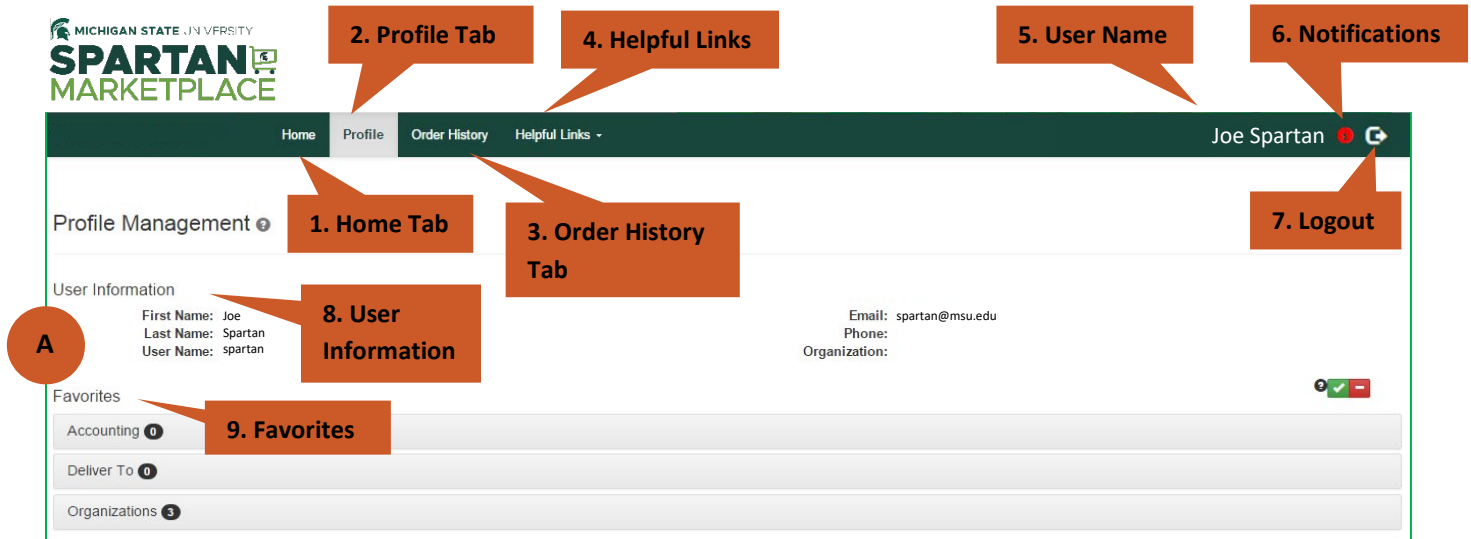 MICHIGAN STATE UNIVERSITY
SPARTAN
MARKETPLACE
2. Profile Tab
4. Helpful Links
5. User Name
6. Notifications
Home Profile Order History Helpful Links
Joe Spartan
1. Home Tab
3. Order History
Tab
7. Logout
Profile Management
User Information
First Name: Joe
Last Name: Spartan
User Name: spartan
Email: spartan@msu.edu
Phone:
Organization:
8. User
Information
A
Favorites
9. Favorites
Accounting 0
Deliver To 0
Organizations 3